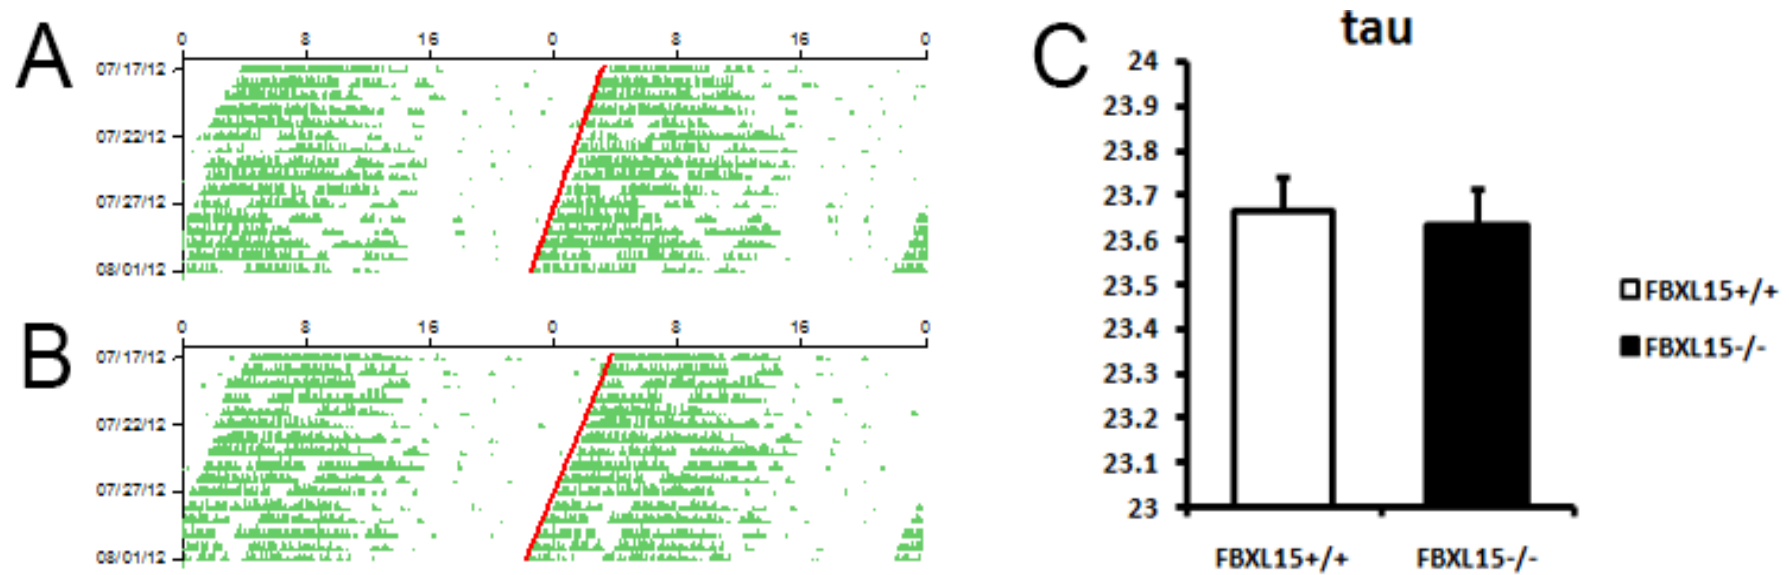 A
0 8 16 0 8 16 0
07/17/12
07/22/12
07/27/12
08/01/12
B
0 8 16 0 8 16 0
07/17/12
07/22/12
07/27/12
08/01/12
C
tau
24
23.9
23.8
23.7
23.6
23.5
23.4
23.3
23.2
23.1
23
FBXL15+/+ FBXL15-/-
FBXL15+/+
FBXL15-/-